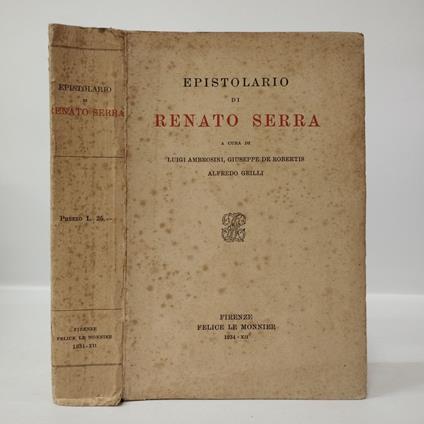 EPISTOLARIO
DI
RENATO SERRA
PREZZO L. 25.—
FIRENZE
FELICE LE MONNIER
1934-XII
EPISTOLARIO
DI
RENATO SERRA
A CURA DI
LUIGI AMBROSINI, GIUSEPPE DE ROBERTIS
ALFREDO GRILLI
FIRENZE
FELICE LE MONNIER
1934-XII